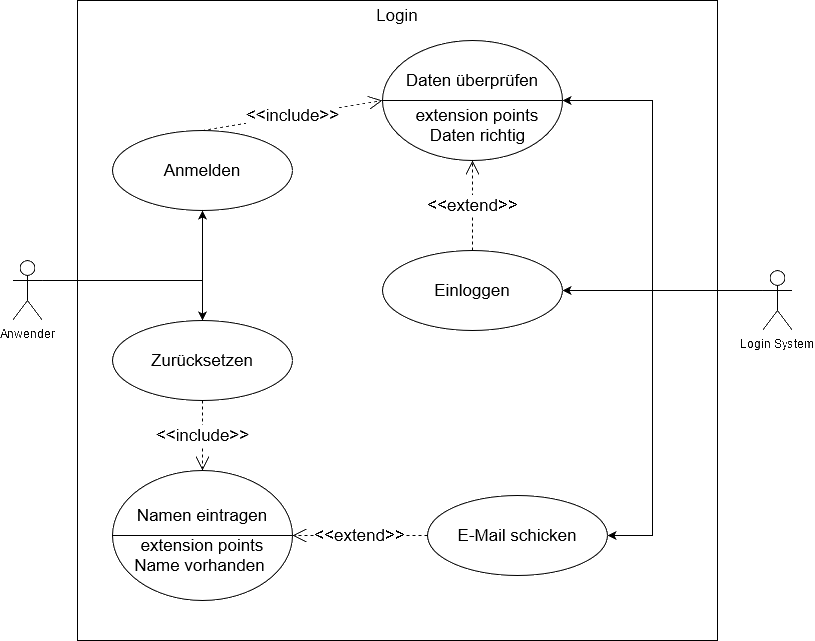 Login
Daten überprüfen
<<include>>
extension points
Daten richtig
Anmelden
<<extend>>
Einloggen
Anwender
Login System
Zurücksetzen
<<include>>
Namen eintragen
extension points
Name vorhanden
<<extend>>
E-Mail schicken